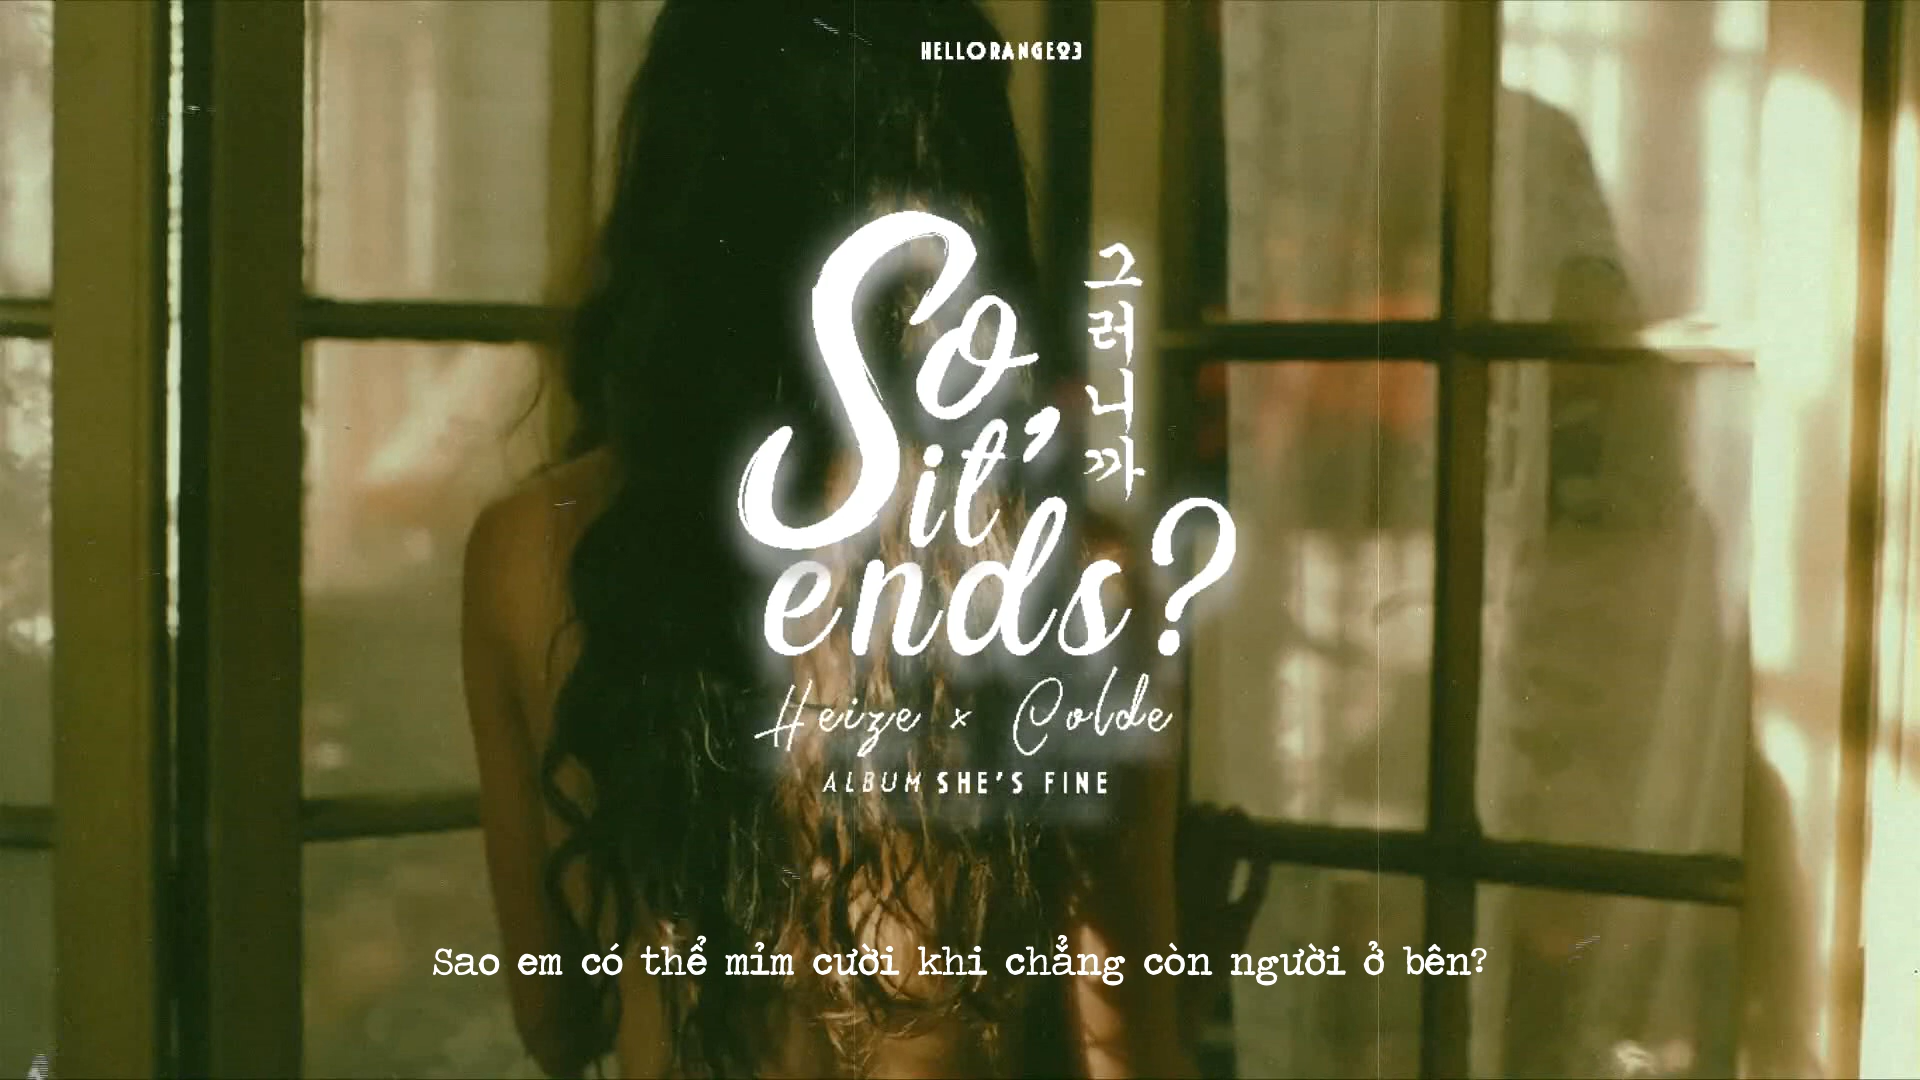 HELLORANGE23
So,
it'
ends?
그러니까
Heize x Colde
ALBUM SHE'S FINE
Sao em có thể mỉm cười khi chẳng còn người ở bên?